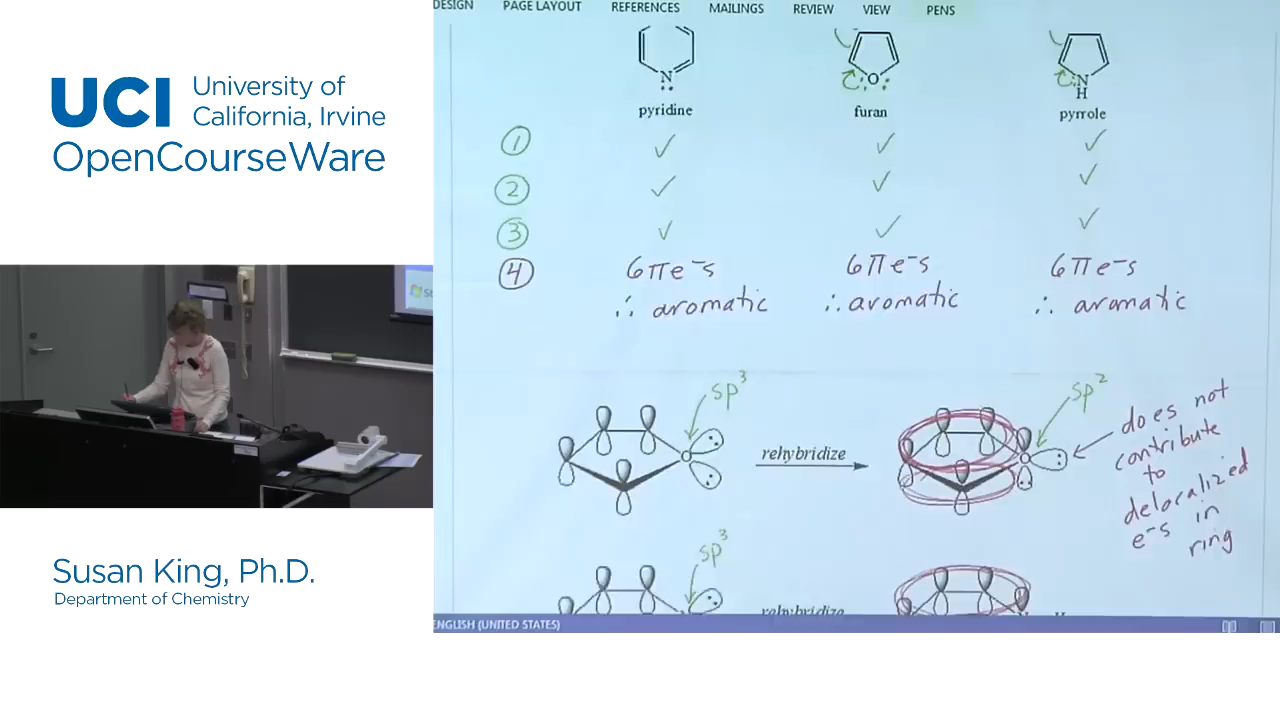 UCI University of
California, Irvine
OpenCourseWare
Susan King, Ph.D.
Department of Chemistry
DESIGN PAGE LAYOUT REFERENCES MAILINGS REVIEW VIEW PENS
N O N
H
pyridine furan pyrrole
① ✓ ✓ ✓
② ✓ ✓ ✓
③ ✓ ✓ ✓
④ 6πe⁻s 6πe⁻s 6πe⁻s
∴ aromatic ∴ aromatic ∴ aromatic
sp³
O
rehybridize
sp²
O
does not
contribute
to
delocalized
e⁻s in
ring
sp³
rehybridize
ENGLISH (UNITED STATES)